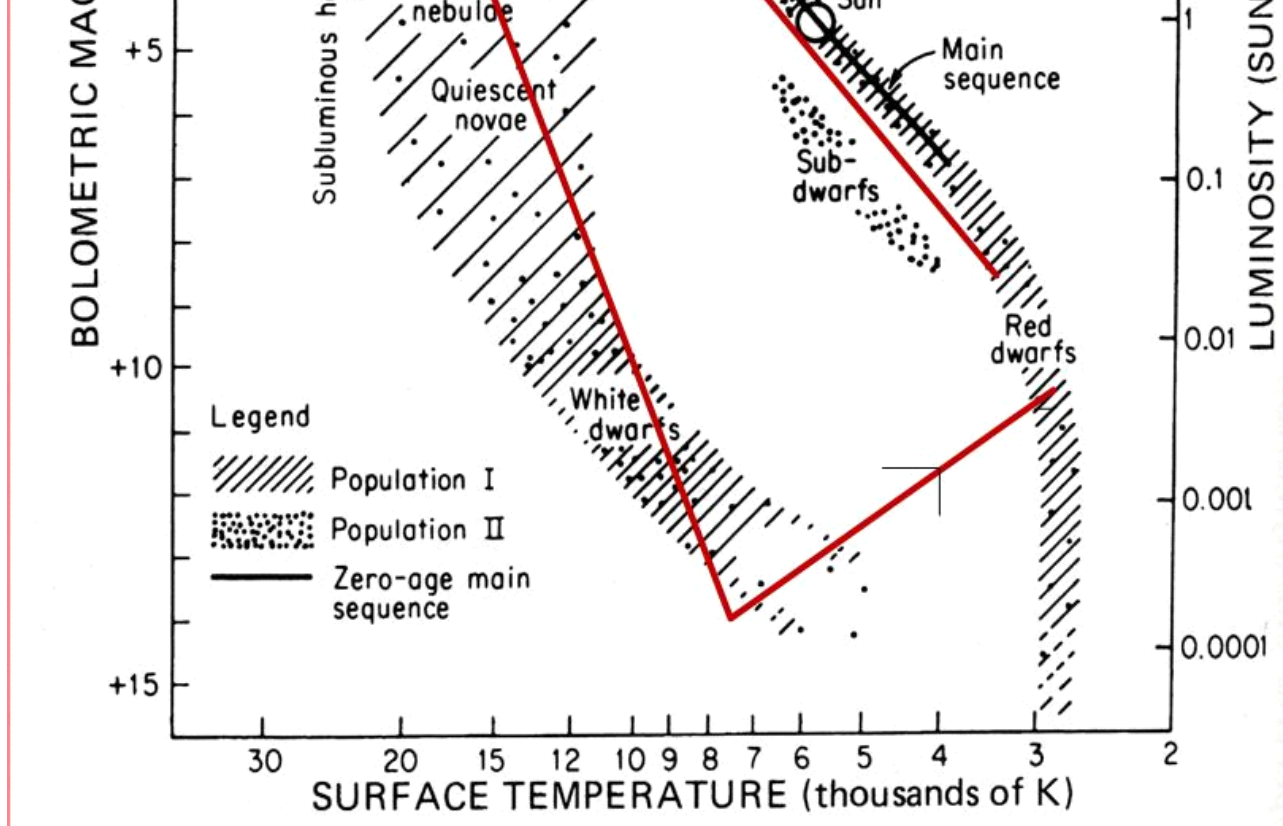 nebulae
Sun
1
BOLOMETRIC MAG
+5
Subluminous h
Quiescent
novae
Main
sequence
LUMINOSITY (SUN
Sub-
dwarfs
0.1
Red
dwarfs
0.01
+10
White
dwarfs
Legend
Population I
Population II
Zero-age main
sequence
0.001
0.0001
+15
30 20 15 12 10 9 8 7 6 5 4 3 2
SURFACE TEMPERATURE (thousands of K)